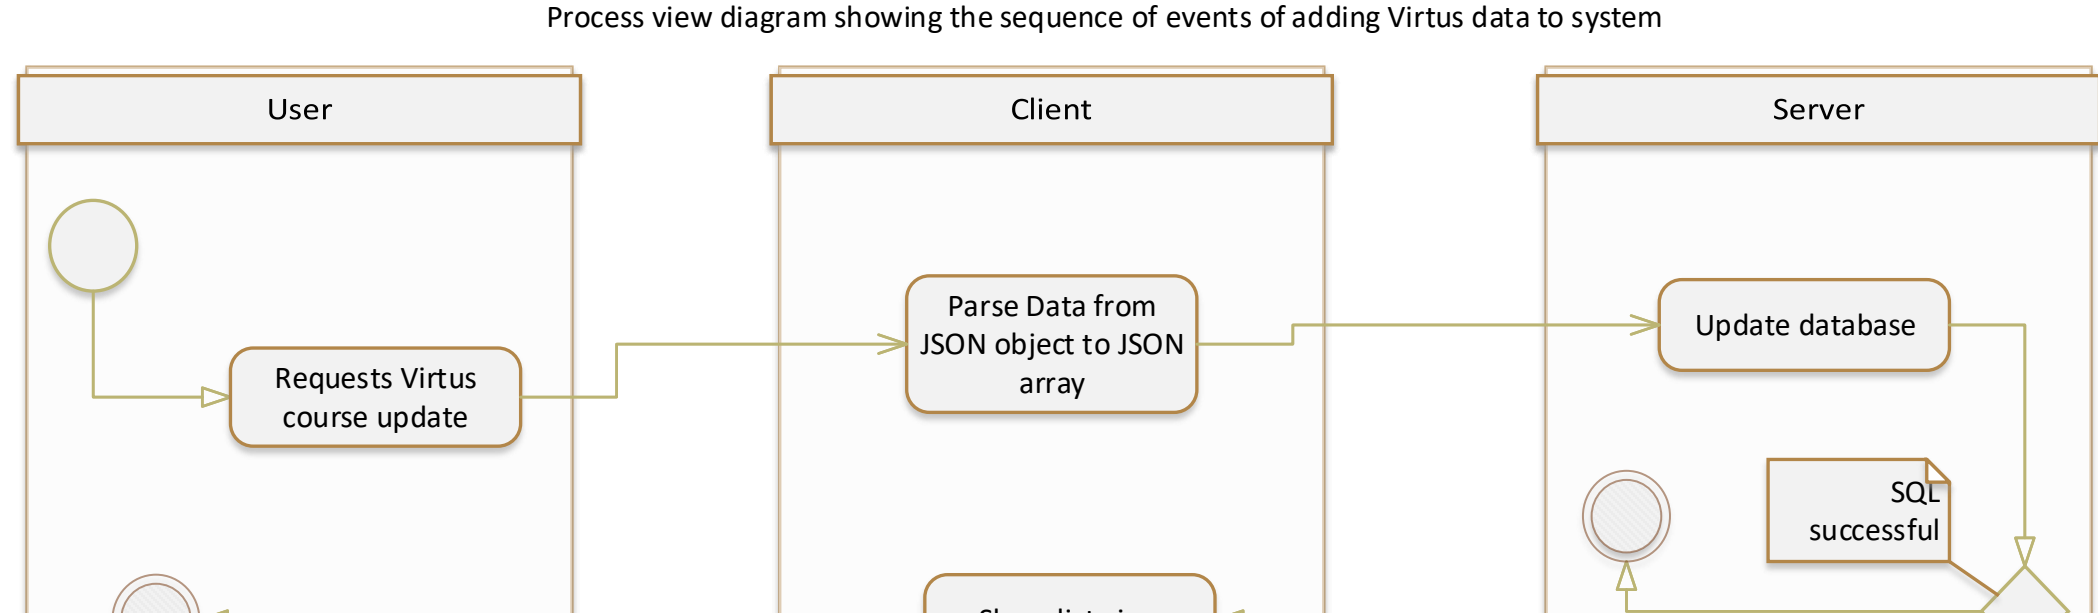 Process view diagram showing the sequence of events of adding Virtus data to system
User
Client
Server
Parse Data from
JSON object to JSON
array
Update database
Requests Virtus
course update
SQL
successful